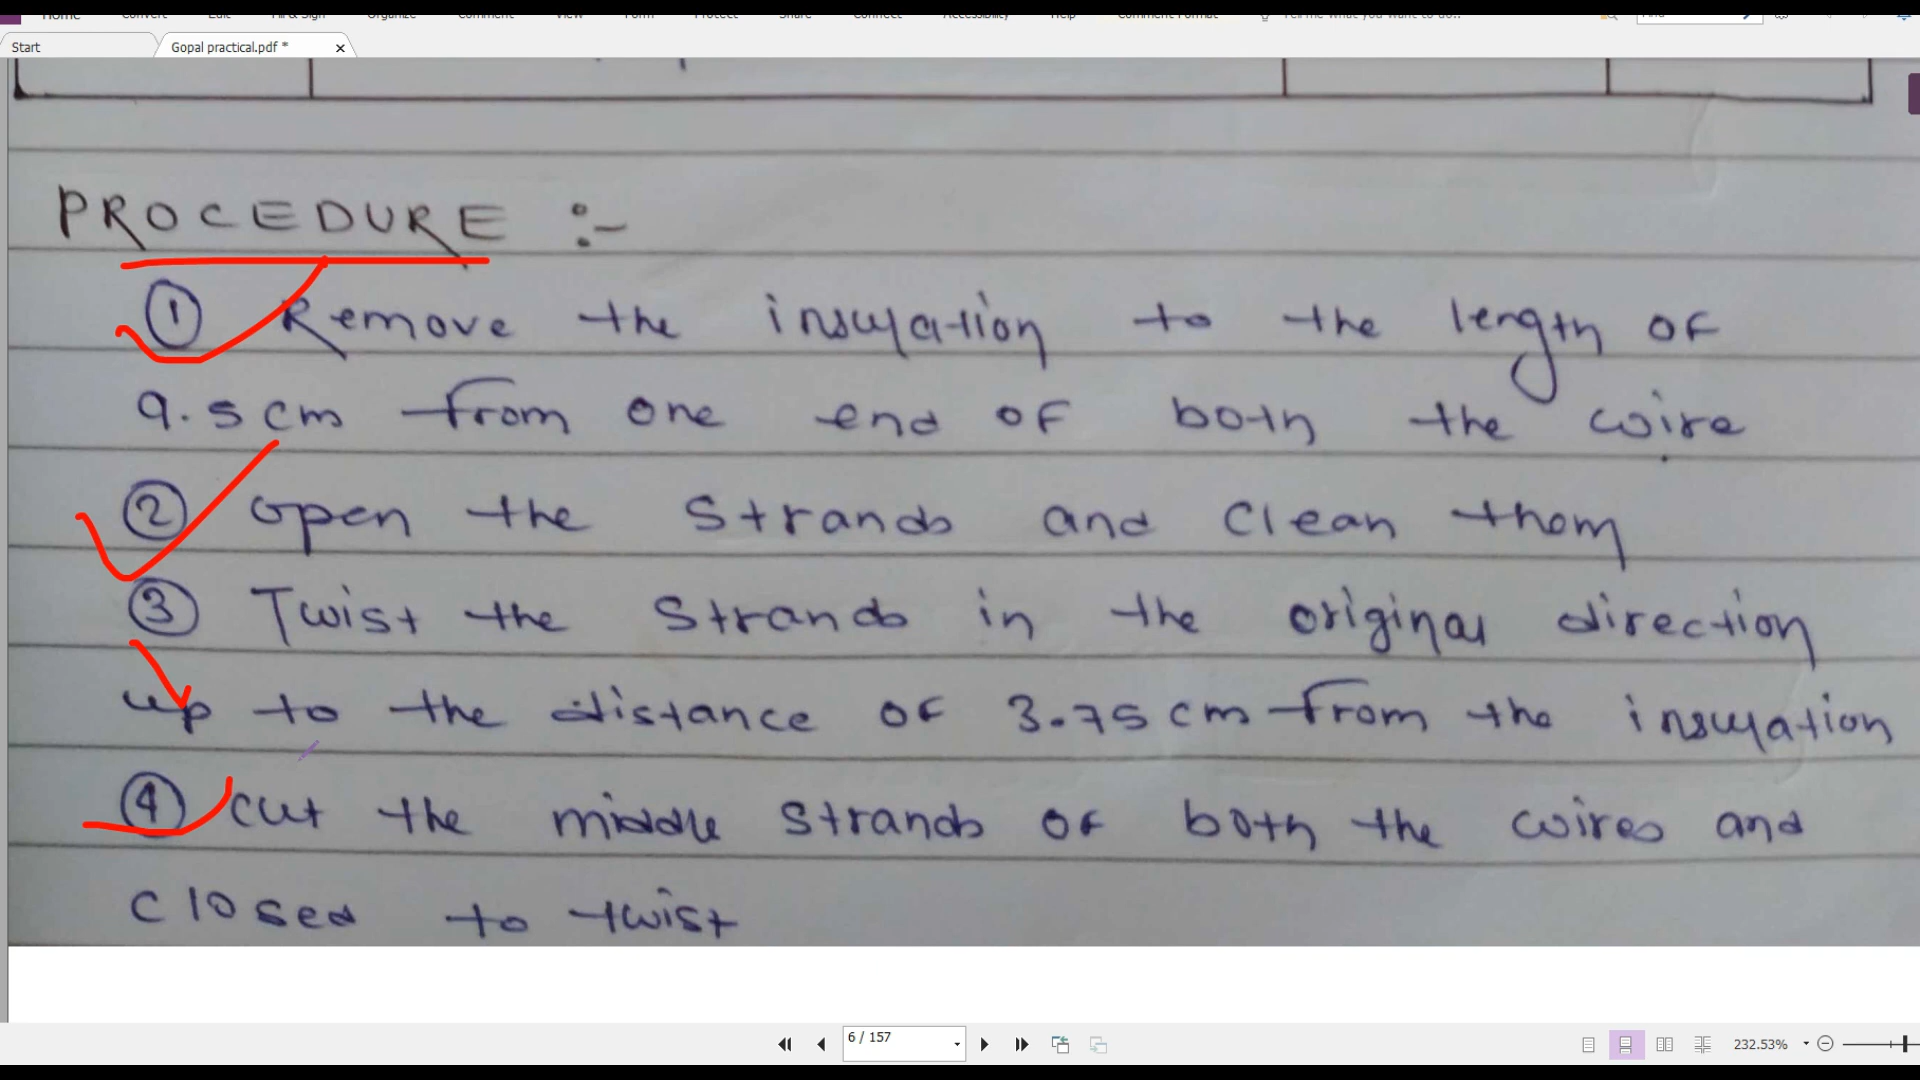 Start
Gopal practical.pdf *
PROCEDURE :-
① Remove the insulation to the length of
9.5 cm from one end of both the wire
② open the strands and clean them
③ Twist the strands in the original direction
up to the distance of 3.75 cm from the insulation
④ cut the middle strands of both the wires and
closed to twist
6 / 157
232.53%